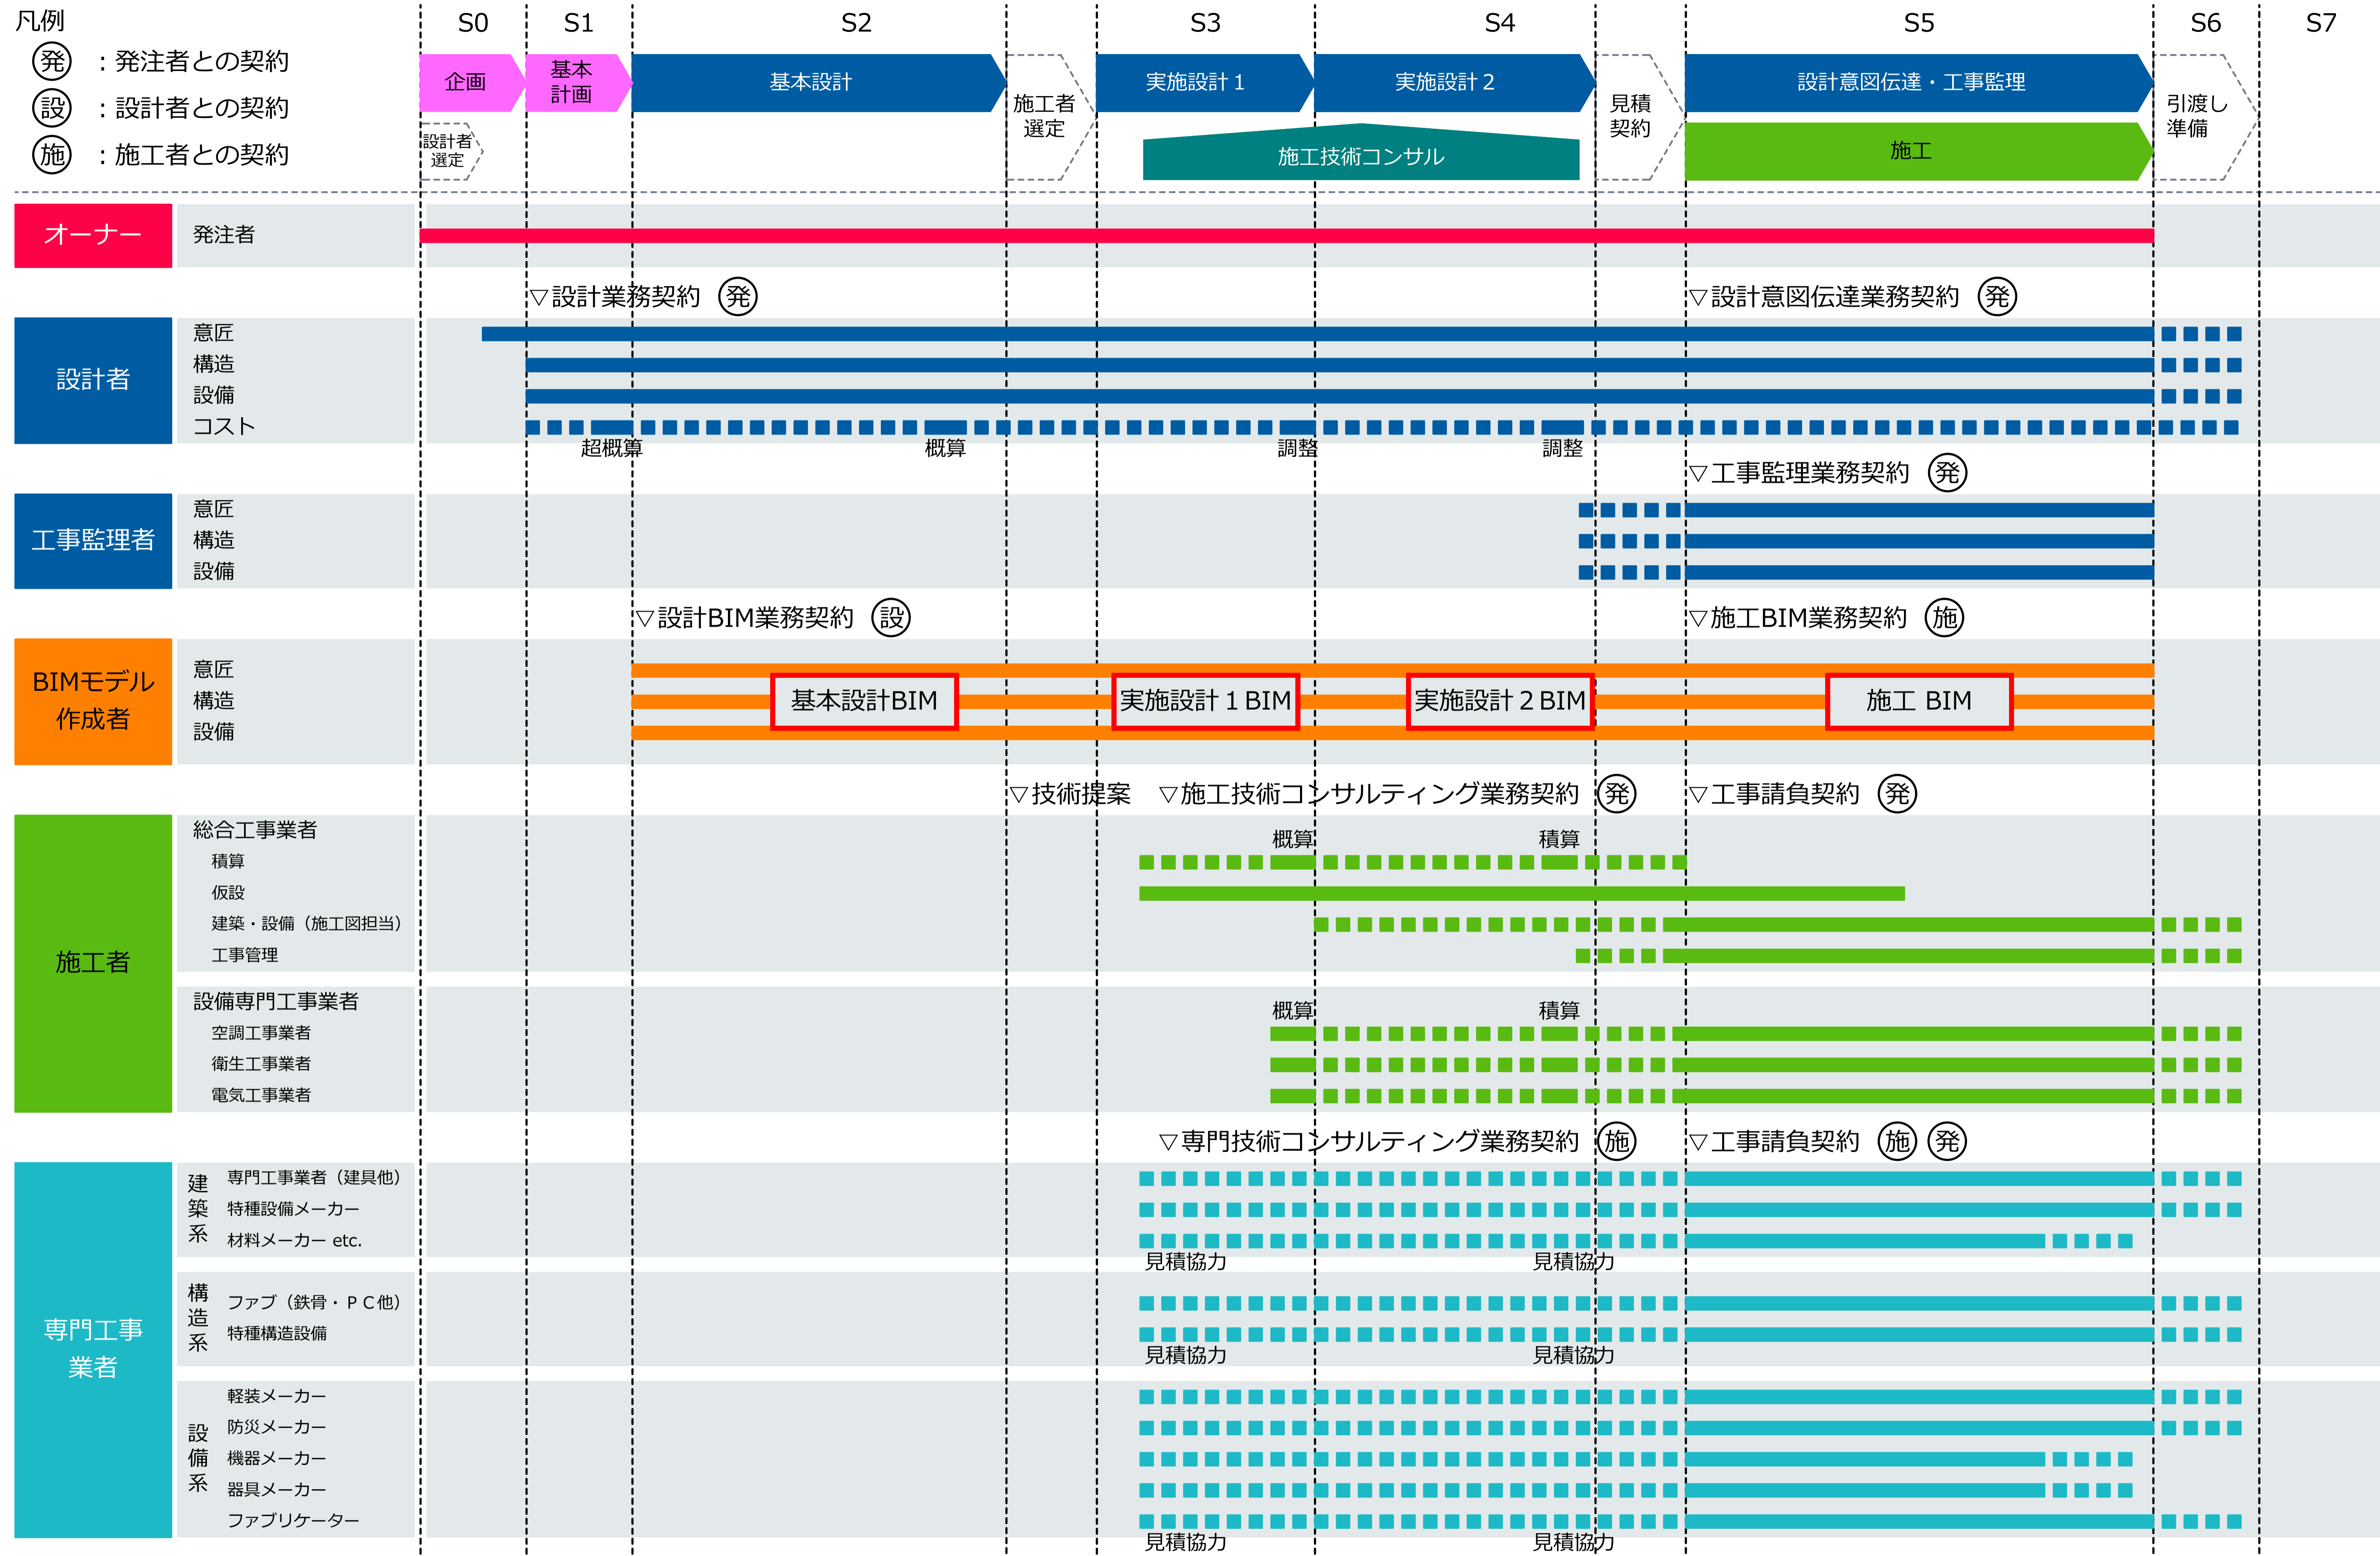 凡例
発 : 発注者との契約
設 : 設計者との契約
施 : 施工者との契約
S0 S1 S2 S3 S4 S5 S6 S7
企画
基本
計画
基本設計
施工者
選定
実施設計１
実施設計２
見積
契約
設計意図伝達・工事監理
引渡し
準備
設計者
選定
施工技術コンサル
施工
オーナー
発注者
▽設計業務契約 発
▽設計意図伝達業務契約 発
設計者
意匠
構造
設備
コスト
超概算
概算
調整
調整
▽工事監理業務契約 発
工事監理者
意匠
構造
設備
▽設計BIM業務契約 設
▽施工BIM業務契約 施
BIMモデル
作成者
意匠
構造
設備
基本設計BIM
実施設計１BIM
実施設計２BIM
施工 BIM
▽技術提案
▽施工技術コンサルティング業務契約 発
▽工事請負契約 発
施工者
総合工事業者
積算
仮設
建築・設備（施工図担当）
工事管理
概算
積算
設備専門工事業者
空調工事業者
衛生工事業者
電気工事業者
概算
積算
▽専門技術コンサルティング業務契約 施
▽工事請負契約 施 発
専門工事
業者
建築系
専門工事業者（建具他）
特種設備メーカー
材料メーカー etc.
見積協力
見積協力
構造系
ファブ（鉄骨・ＰＣ他）
特種構造設備
見積協力
見積協力
設備系
軽装メーカー
防災メーカー
機器メーカー
器具メーカー
ファブリケーター
見積協力
見積協力